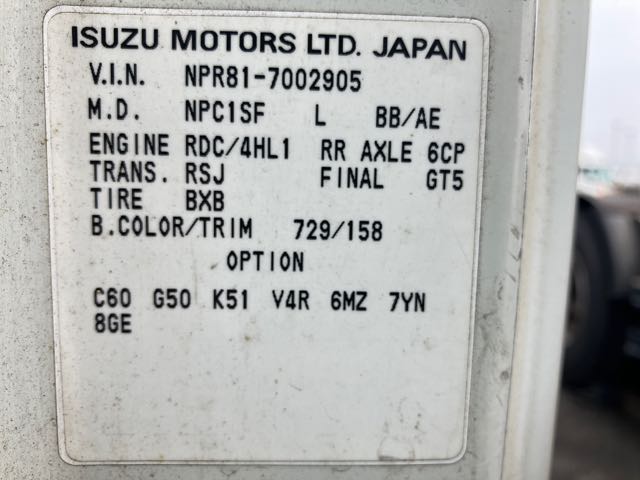 ISUZU MOTORS LTD. JAPAN
V.I.N. NPR81-7002905
M.D. NPC1SF L BB/AE
ENGINE RDC/4HL1 RR AXLE 6CP
TRANS. RSJ FINAL GT5
TIRE BXB
B.COLOR/TRIM 729/158
OPTION
C60 G50 K51 V4R 6MZ 7YN
8GE